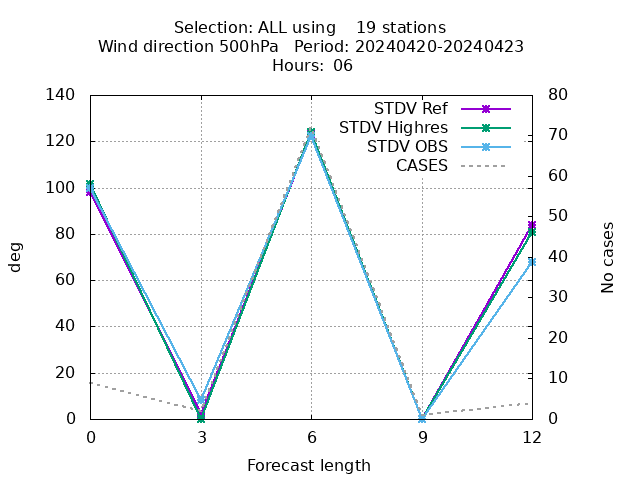 Selection: ALL using    19 stations
Wind direction 500hPa   Period: 20240420-20240423
Hours:  06
140 80
STDV Ref
120 70
STDV Highres
STDV OBS
CASES
100 60
80 50
deg No cases
60 40
30
40 20
20 10
0 0
0 3 6 9 12
Forecast length